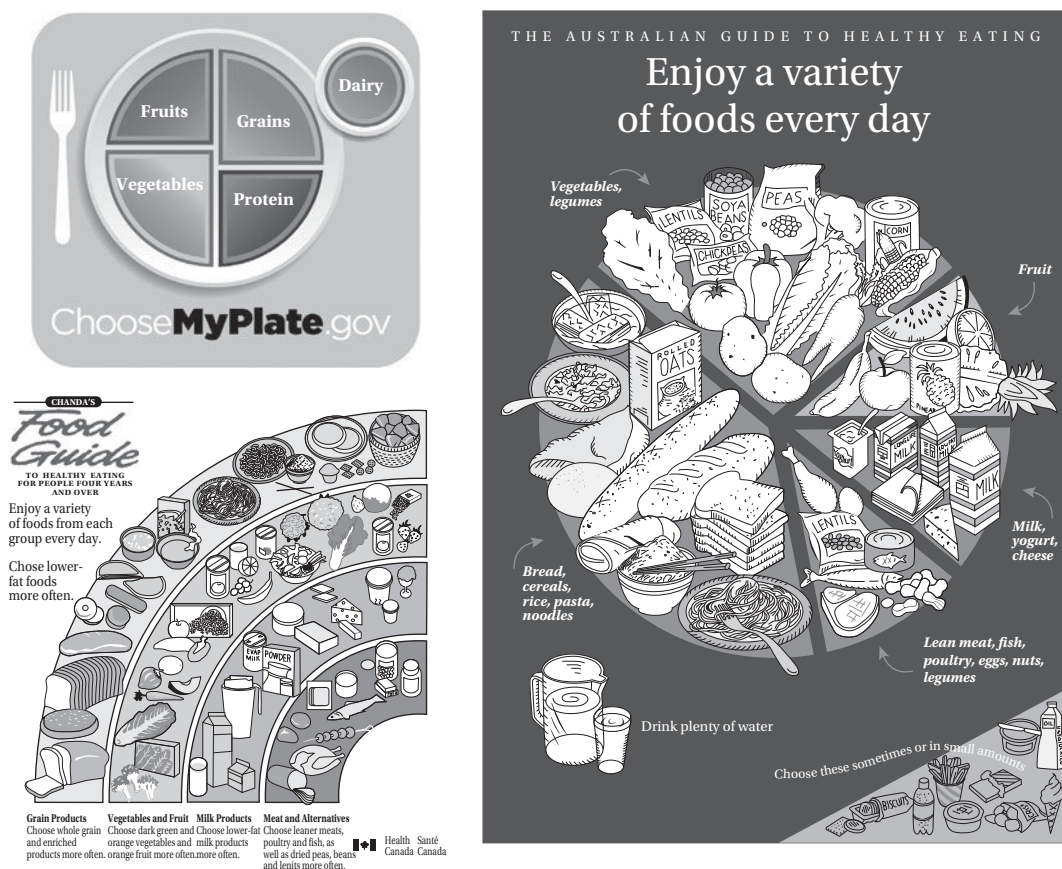 Fruits
Grains
Dairy
Vegetables
Protein
ChooseMyPlate.gov
CHANDA'S
Food
Guide
TO HEALTHY EATING
FOR PEOPLE FOUR YEARS
AND OVER
Enjoy a variety
of foods from each
group every day.
Chose lower-
fat foods
more often.
EVAP
MILK
POWDER
Grain Products
Choose whole grain
and enriched
products more often.
Vegetables and Fruit
Choose dark green and
orange vegetables and
orange fruit more often.
Milk Products
Choose lower-fat
milk products
more often.
Meat and Alternatives
Choose leaner meats,
poultry and fish, as
well as dried peas, beans
and lenits more often.
Health Santé
Canada Canada
THE AUSTRALIAN GUIDE TO HEALTHY EATING
Enjoy a variety
of foods every day
Vegetables,
legumes
LENTILS
SOYA
BEANS
PEAS
CHICKPEAS
CORN
Fruit
ROLLED
OATS
MILK
MILK
Milk,
yogurt,
cheese
LENTILS
Bread,
cereals,
rice, pasta,
noodles
Lean meat, fish,
poultry, eggs, nuts,
legumes
Drink plenty of water
Choose these sometimes or in small amounts
OIL
BISCUITS